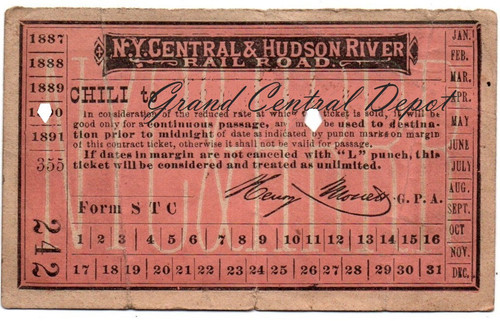 N.Y. CENTRAL & HUDSON RIVER
RAIL ROAD.
CHILI to Grand Central Depot
In consideration of the reduced rate at which ticket is sold, it will be
good only for a continuous passage, and may be used to destina-
tion prior to midnight of date as indicated by punch marks on margin
of this contract ticket, otherwise it shall not be valid for passage.
If dates in margin are not canceled with "L" punch, this
ticket will be considered and treated as unlimited.
Henry Monett G.P.A.
Form STC
1 2 3 4 5 6 7 8 9 10 11 12 13 14 15 16
17 18 19 20 21 22 23 24 25 26 27 28 29 30 31
1887
1888
1889
1891
355
242
JAN.
FEB.
MAR.
APR.
MAY
JUNE
JULY
AUG.
SEPT.
OCT
NOV.
DEC.